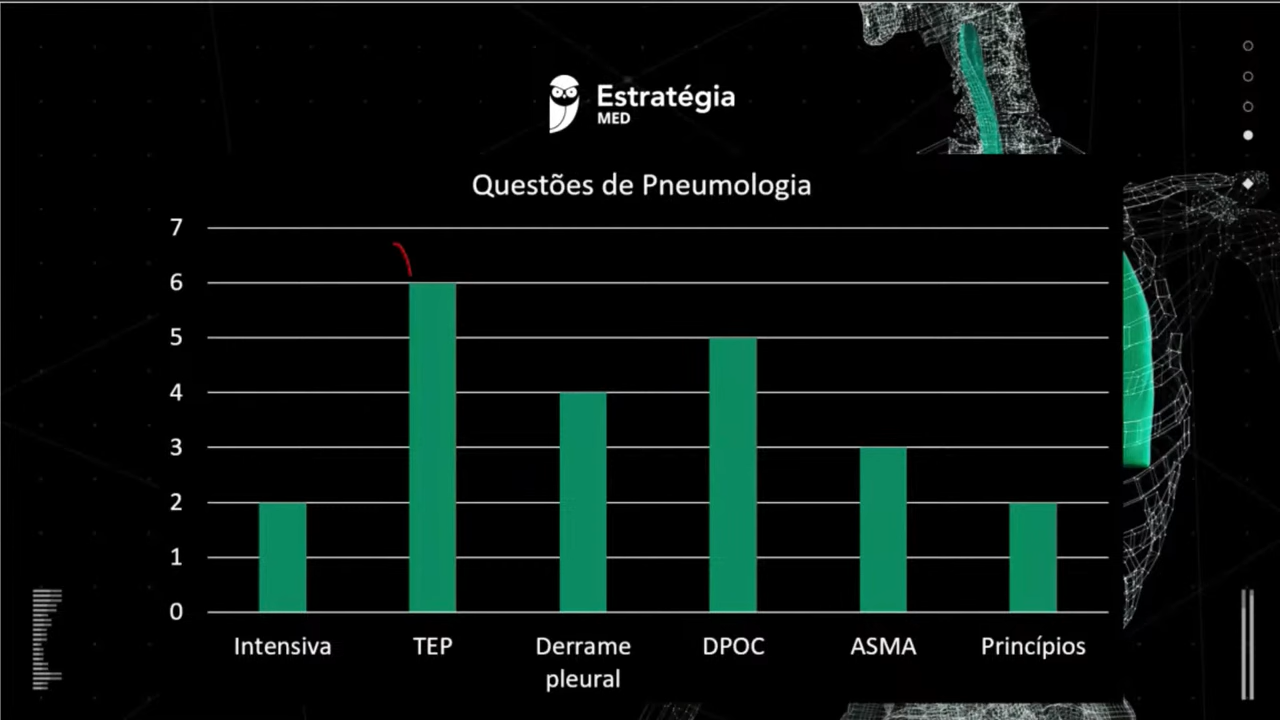 Estratégia
MED
Questões de Pneumologia
7
6
5
4
3
2
1
0
Intensiva TEP Derrame pleural DPOC ASMA Princípios